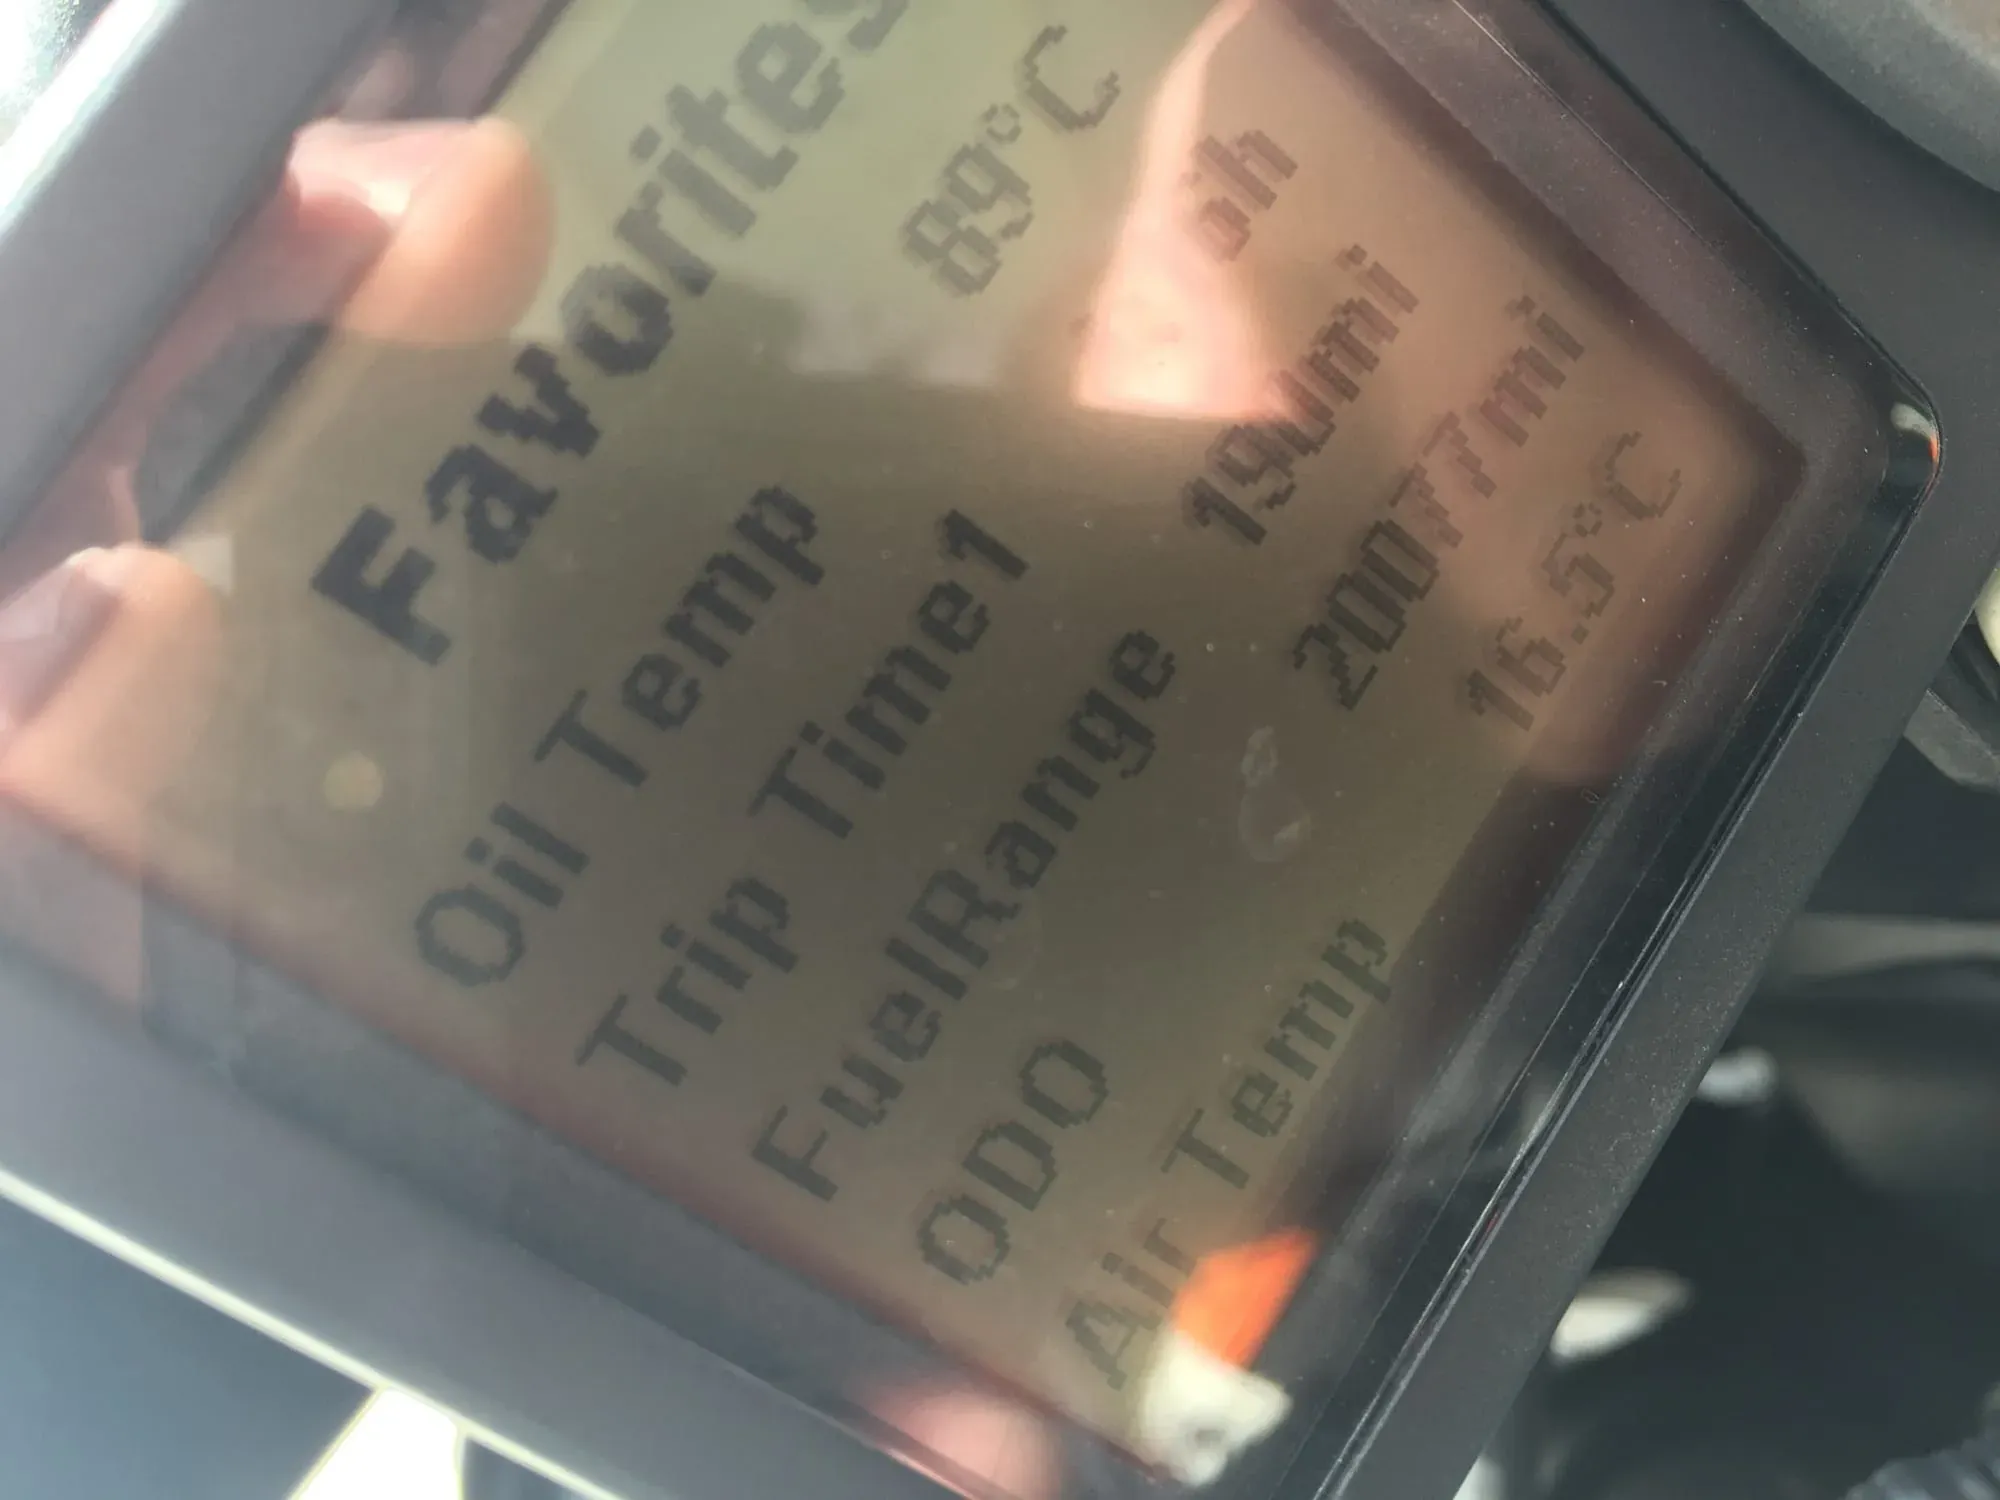 Favorites
Oil Temp 89°C
Trip Time1
FuelRange 190mi
ODO 20077mi
Air Temp 16.5°C